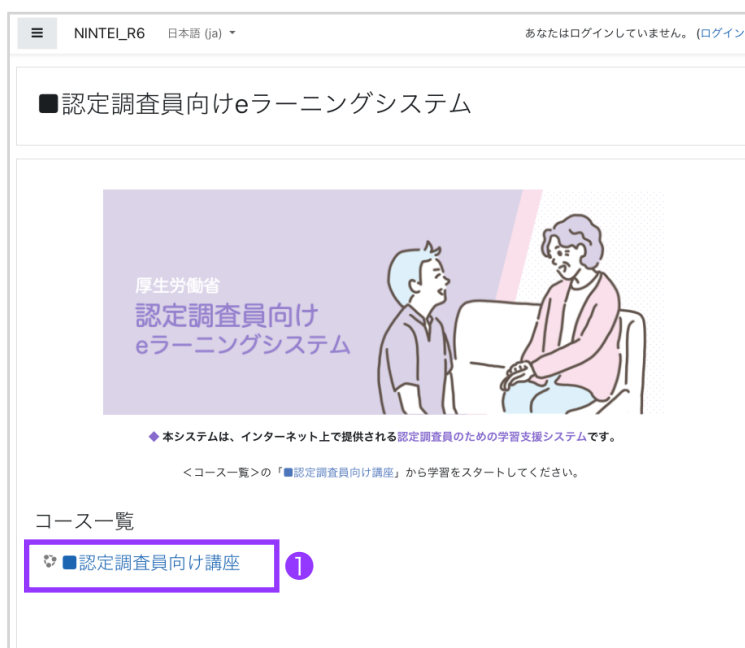 NINTEI_R6 日本語 (ja) あなたはログインしていません。 (ログイン
■認定調査員向けeラーニングシステム
厚生労働省
認定調査員向け
eラーニングシステム
◆ 本システムは、インターネット上で提供される認定調査員のための学習支援システムです。
<コース一覧>の「■認定調査員向け講座」から学習をスタートしてください。
コース一覧
■認定調査員向け講座 ❶